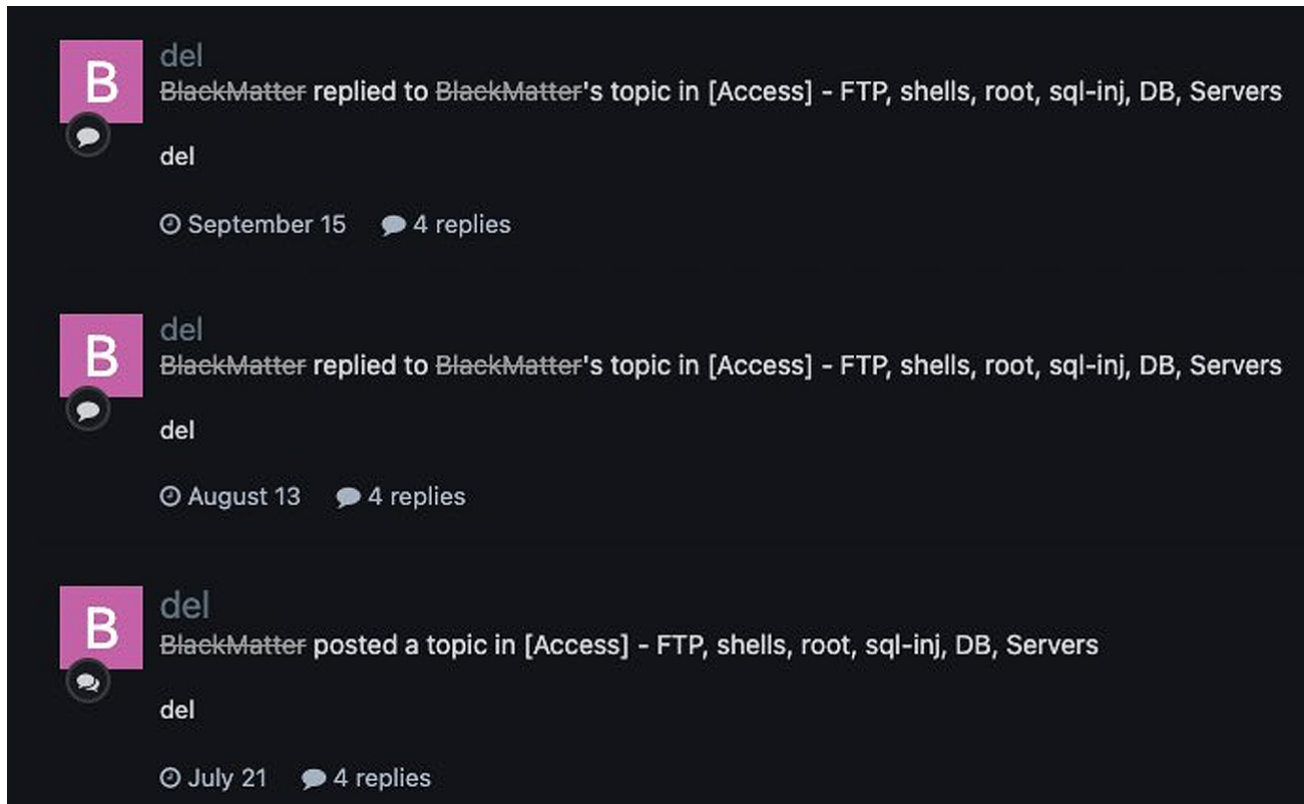 B
del
BlackMatter replied to BlackMatter's topic in [Access] - FTP, shells, root, sql-inj, DB, Servers
del
September 15 4 replies
B
del
BlackMatter replied to BlackMatter's topic in [Access] - FTP, shells, root, sql-inj, DB, Servers
del
August 13 4 replies
B
del
BlackMatter posted a topic in [Access] - FTP, shells, root, sql-inj, DB, Servers
del
July 21 4 replies